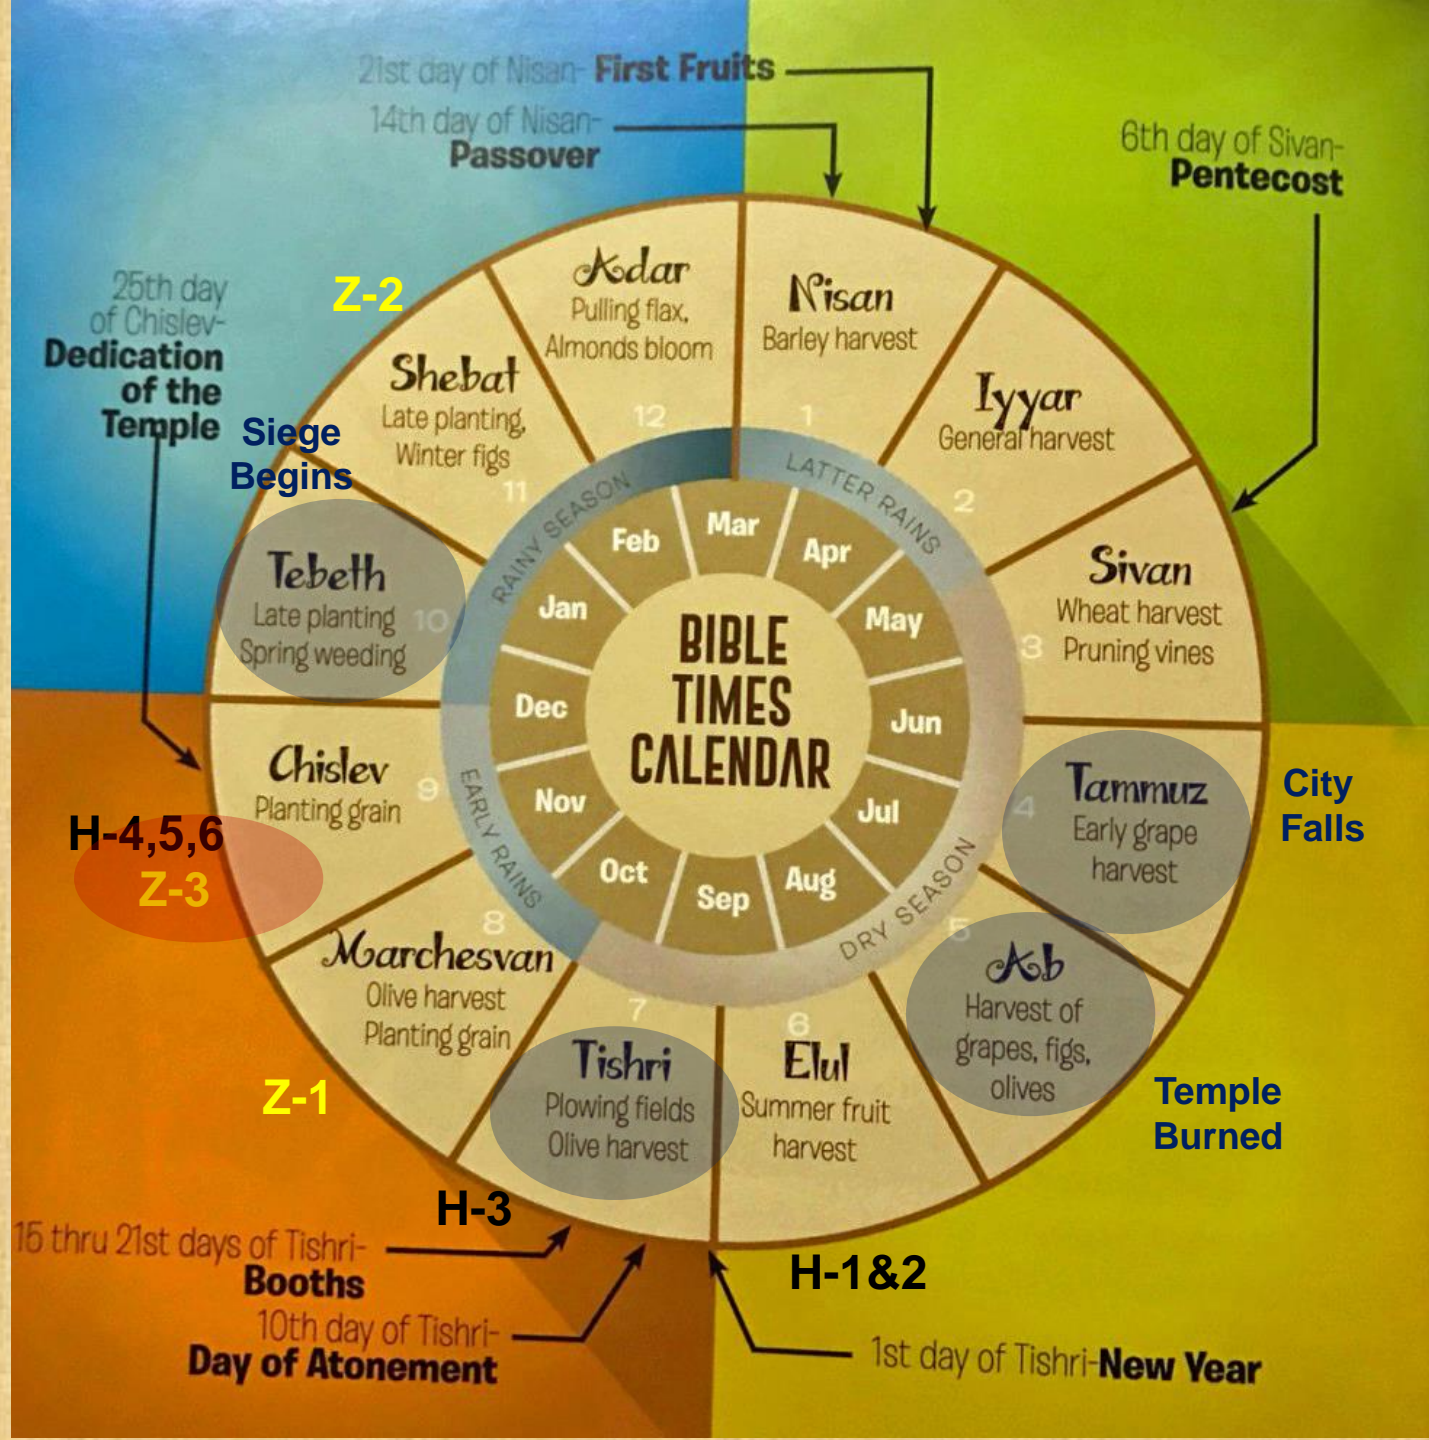 21st day of Nisan- First Fruits
14th day of Nisan-
Passover
6th day of Sivan-
Pentecost
25th day
of Chislev-
Dedication
of the
Temple
Z-2
Siege
Begins
Adar
Pulling flax,
Almonds bloom
12
Nisan
Barley harvest
1
Iyyar
General harvest
2
Sivan
Wheat harvest
Pruning vines
3
Tammuz
Early grape
harvest
4
City
Falls
Ab
Harvest of
grapes, figs,
olives
5
Temple
Burned
Elul
Summer fruit
harvest
6
H-1&2
Tishri
Plowing fields
Olive harvest
7
H-3
Marchesvan
Olive harvest
Planting grain
8
Z-1
Chislev
Planting grain
9
H-4,5,6
Z-3
Tebeth
Late planting
Spring weeding
10
Shebat
Late planting,
Winter figs
11
RAINY SEASON
LATTER RAINS
DRY SEASON
EARLY RAINS
Mar
Apr
May
Jun
Jul
Aug
Sep
Oct
Nov
Dec
Jan
Feb
BIBLE
TIMES
CALENDAR
15 thru 21st days of Tishri-
Booths
10th day of Tishri-
Day of Atonement
1st day of Tishri-New Year